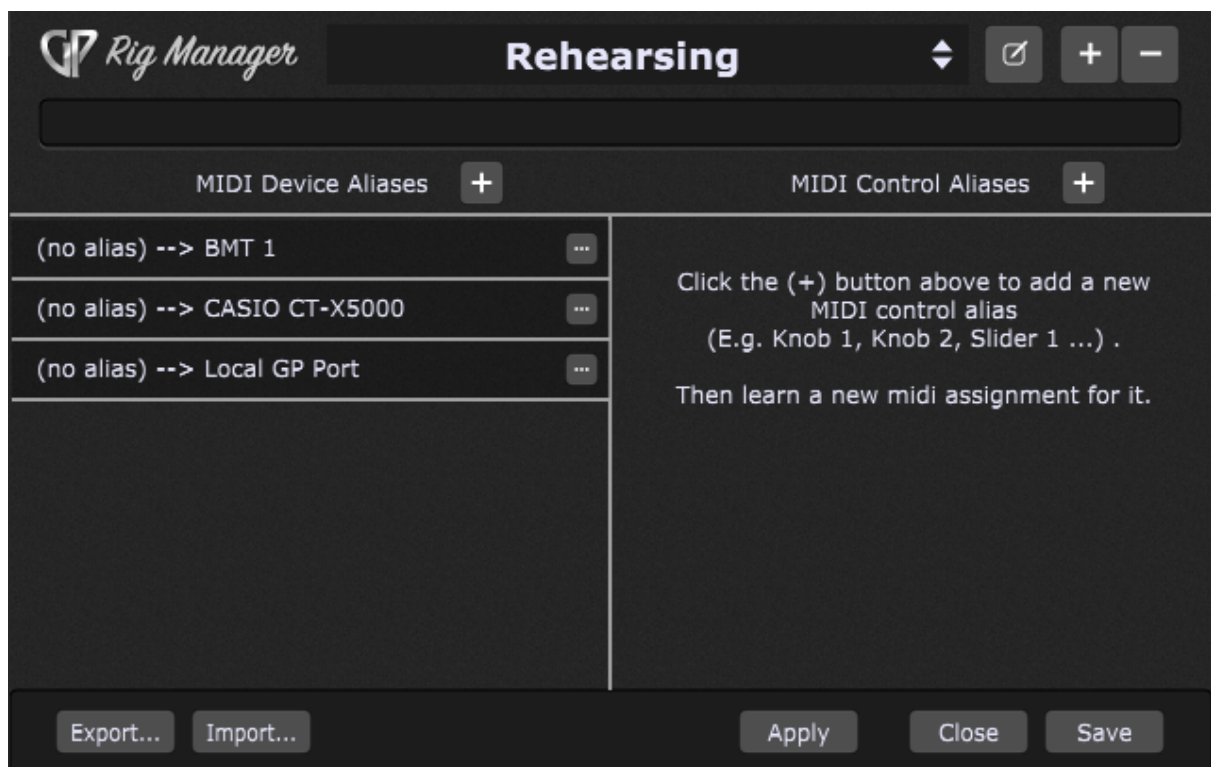 GP Rig Manager
Rehearsing
+ −
MIDI Device Aliases +
MIDI Control Aliases +
(no alias) --> BMT 1 ...
(no alias) --> CASIO CT-X5000 ...
(no alias) --> Local GP Port ...
Click the (+) button above to add a new
MIDI control alias
(E.g. Knob 1, Knob 2, Slider 1 ...) .
Then learn a new midi assignment for it.
Export... Import... Apply Close Save